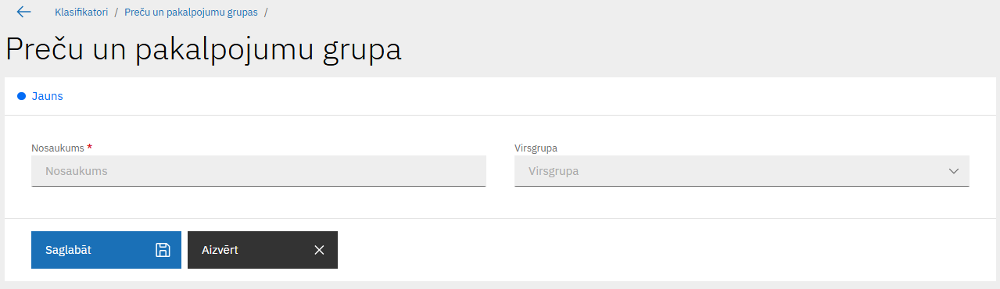 Klasifikatori / Preču un pakalpojumu grupas /
Preču un pakalpojumu grupa
Jauns
Nosaukums * Virsgrupa
Nosaukums Virsgrupa
Saglabāt Aizvērt